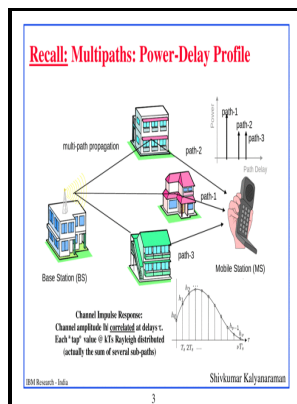 Recall: Multipaths: Power-Delay Profile
Power
path-1
path-2
path-3
Path Delay
multi-path propagation
path-2
path-1
path-3
Base Station (BS)
Mobile Station (MS)
Channel Impulse Response:
Channel amplitude |h| correlated at delays τ.
Each "tap" value @ kTs Rayleigh distributed
(actually the sum of several sub-paths)
IBM Research - India
Shivkumar Kalyanaraman
3